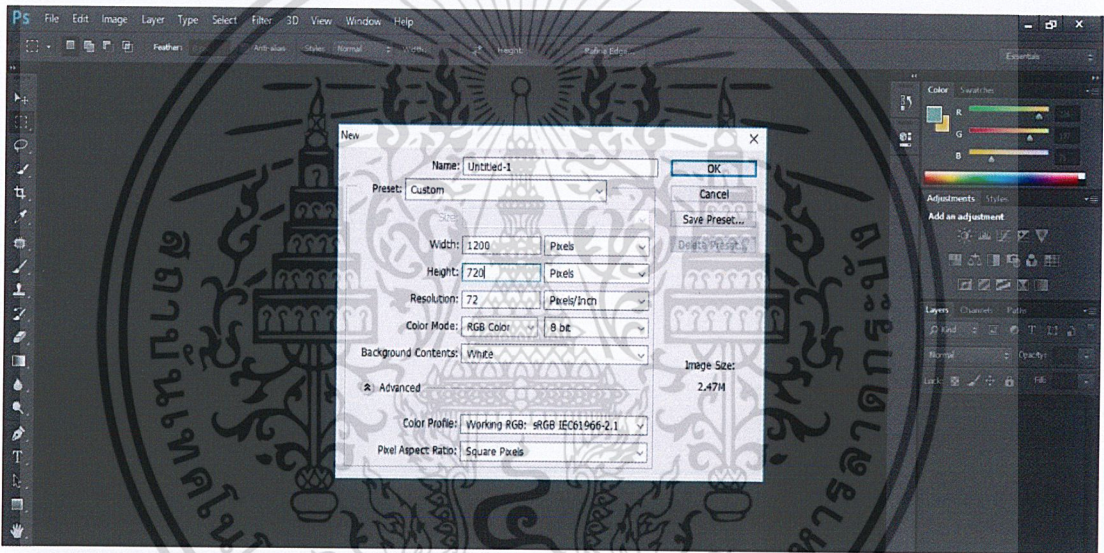 Ps File Edit Image Layer Type Select Filter 3D View Window Help
Feather: Anti-alias Style: Normal Width: Height: Refine Edge...
Essentials
Color Swatches
R
G
B
Adjustments Styles
Add an adjustment
Layers Channels Paths
Kind
Normal Opacity:
Lock: Fill:
New
Name: Untitled-1
Preset: Custom
Size:
Width: 1200 Pixels
Height: 720 Pixels
Resolution: 72 Pixels/Inch
Color Mode: RGB Color 8 bit
Background Contents: White
Advanced
Color Profile: Working RGB: sRGB IEC61966-2.1
Pixel Aspect Ratio: Square Pixels
OK
Cancel
Save Preset...
Delete Preset...
Image Size:
2.47M